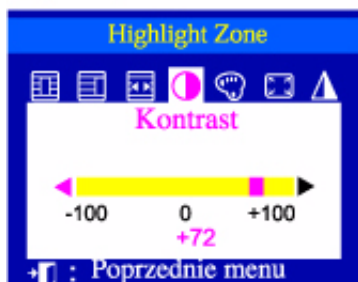 Highlight Zone
Kontrast
-100 0 +100
+72
: Poprzednie menu